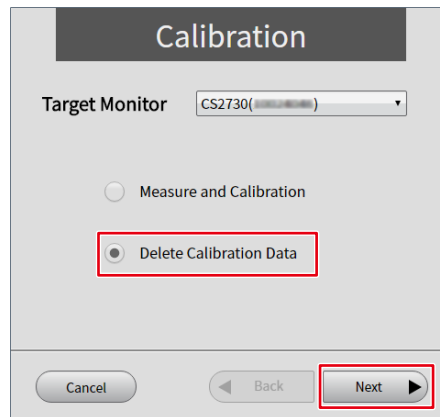 Calibration
Target Monitor CS2730( )
Measure and Calibration
Delete Calibration Data
Cancel Back Next